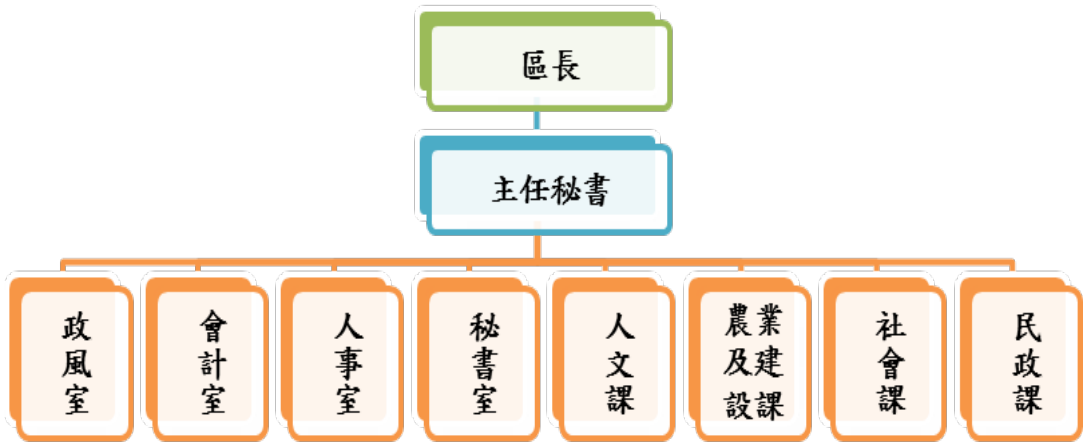 區長
主任秘書
政風室
會計室
人事室
秘書室
人文課
農業及建設課
社會課
民政課